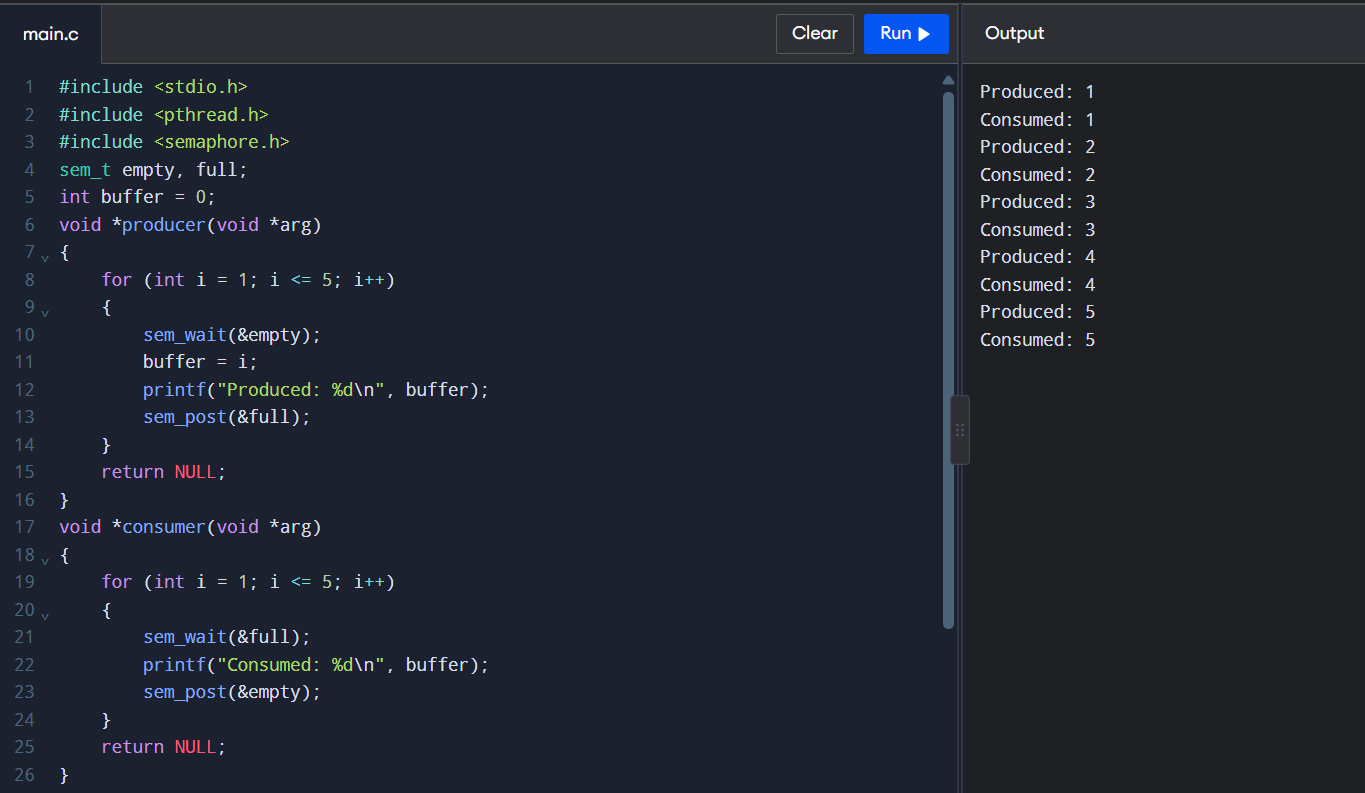 main.c
Clear
Run
Output
1 #include <stdio.h>
2 #include <pthread.h>
3 #include <semaphore.h>
4 sem_t empty, full;
5 int buffer = 0;
6 void *producer(void *arg)
7 {
8     for (int i = 1; i <= 5; i++)
9     {
10         sem_wait(&empty);
11         buffer = i;
12         printf("Produced: %d\n", buffer);
13         sem_post(&full);
14     }
15     return NULL;
16 }
17 void *consumer(void *arg)
18 {
19     for (int i = 1; i <= 5; i++)
20     {
21         sem_wait(&full);
22         printf("Consumed: %d\n", buffer);
23         sem_post(&empty);
24     }
25     return NULL;
26 }
Produced: 1
Consumed: 1
Produced: 2
Consumed: 2
Produced: 3
Consumed: 3
Produced: 4
Consumed: 4
Produced: 5
Consumed: 5